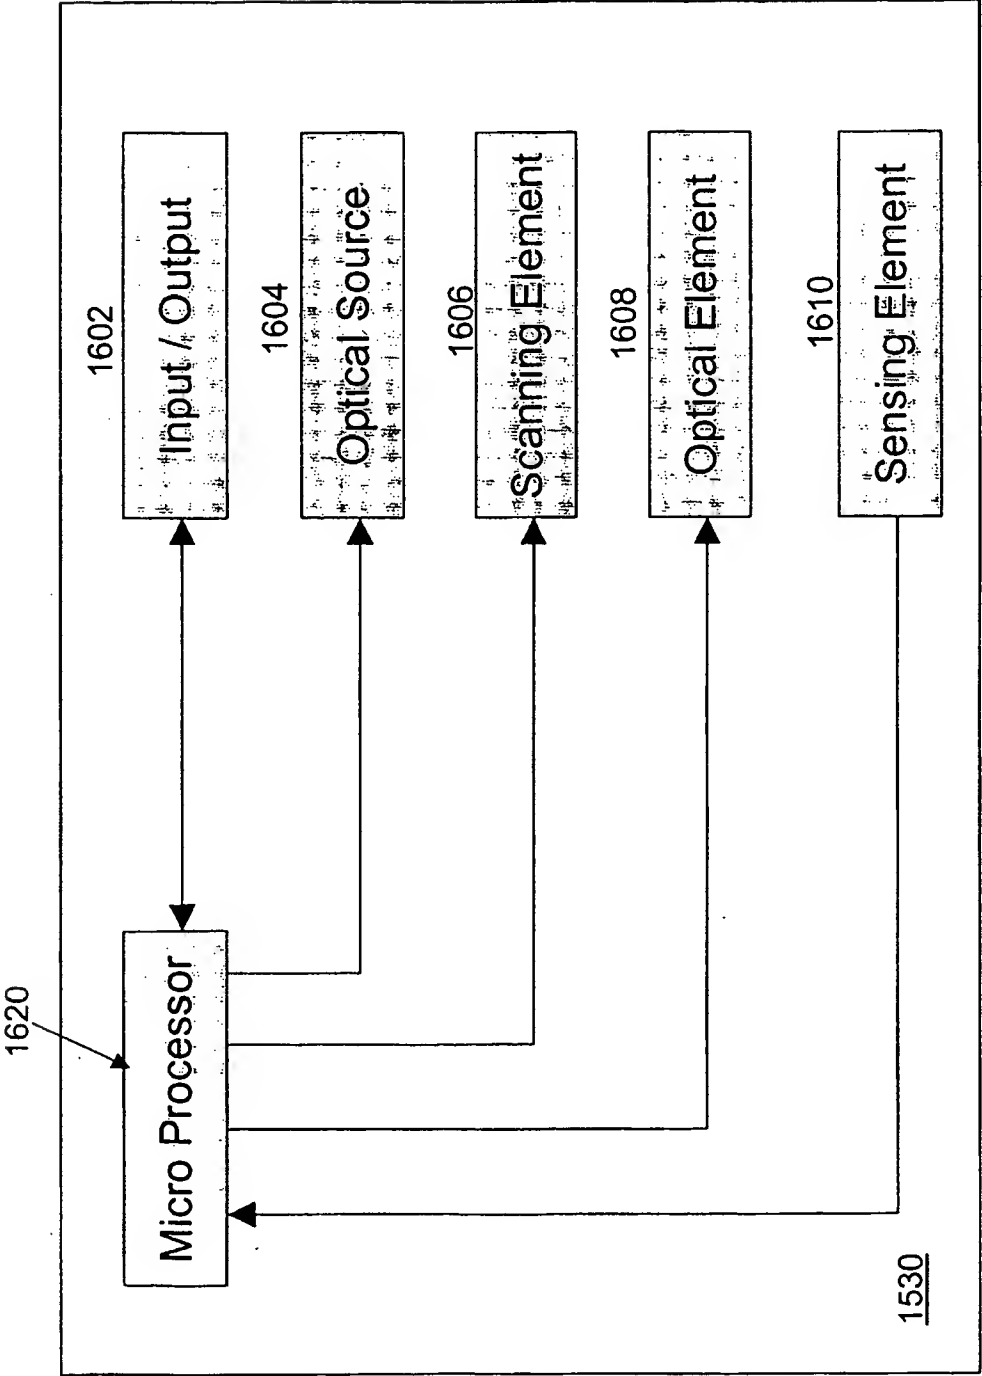 1620
Micro Processor
1602
Input / Output
1604
Optical Source
1606
Scanning Element
1608
Optical Element
1610
Sensing Element
1530